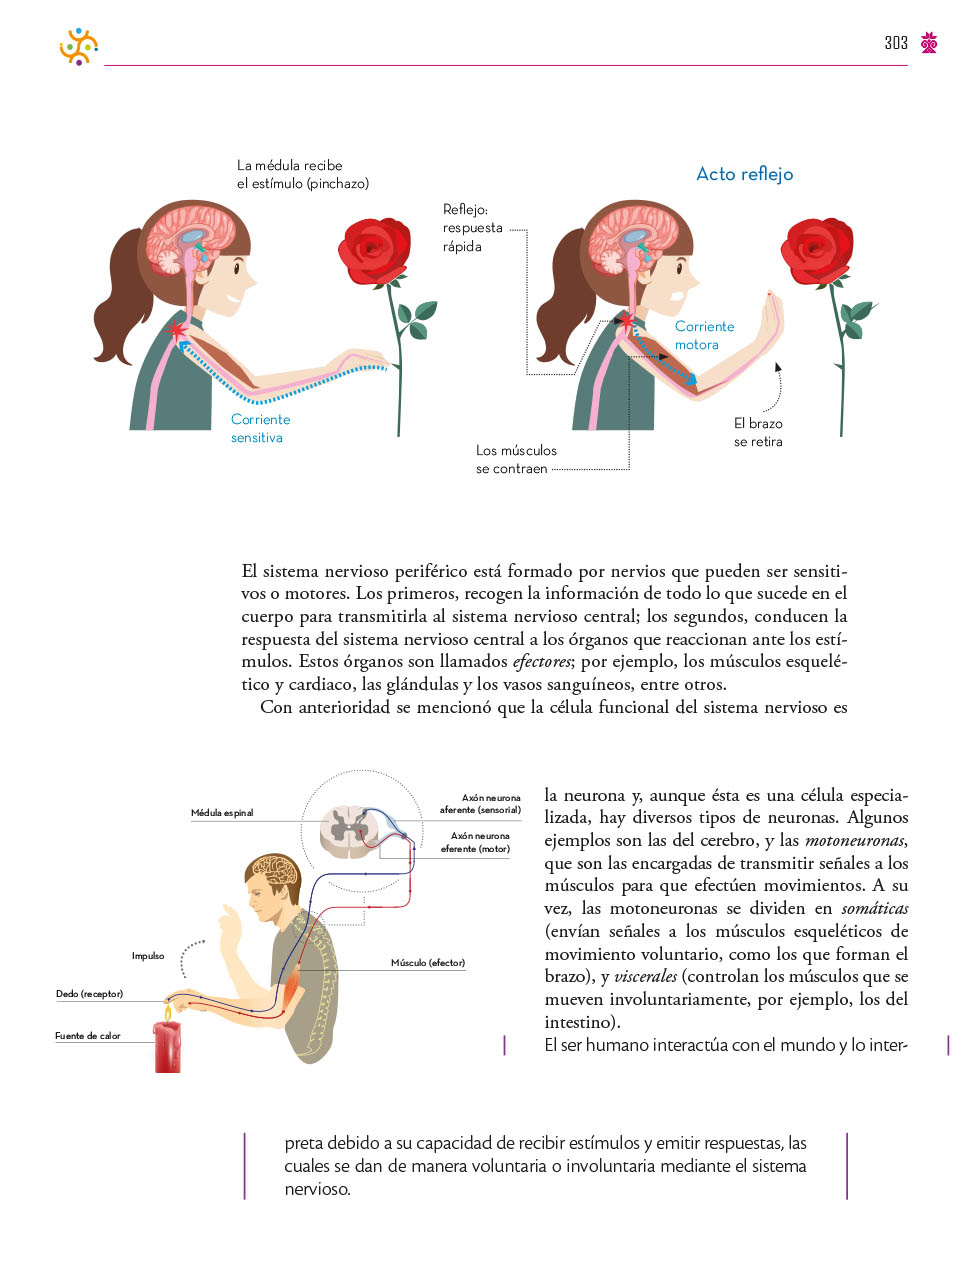 303
La médula recibe
el estímulo (pinchazo)
Acto reflejo
Reflejo:
respuesta
rápida
Corriente
motora
Corriente
sensitiva
El brazo
se retira
Los músculos
se contraen
El sistema nervioso periférico está formado por nervios que pueden ser sensiti-
vos o motores. Los primeros, recogen la información de todo lo que sucede en el
cuerpo para transmitirla al sistema nervioso central; los segundos, conducen la
respuesta del sistema nervioso central a los órganos que reaccionan ante los estí-
mulos. Estos órganos son llamados efectores; por ejemplo, los músculos esquelé-
tico y cardiaco, las glándulas y los vasos sanguíneos, entre otros.
Con anterioridad se mencionó que la célula funcional del sistema nervioso es
Médula espinal
Axón neurona
aferente (sensorial)
Axón neurona
eferente (motor)
Impulso
Músculo (efector)
Dedo (receptor)
Fuente de calor
la neurona y, aunque ésta es una célula especia-
lizada, hay diversos tipos de neuronas. Algunos
ejemplos son las del cerebro, y las motoneuronas,
que son las encargadas de transmitir señales a los
músculos para que efectúen movimientos. A su
vez, las motoneuronas se dividen en somáticas
(envían señales a los músculos esqueléticos de
movimiento voluntario, como los que forman el
brazo), y viscerales (controlan los músculos que se
mueven involuntariamente, por ejemplo, los del
intestino).
El ser humano interactúa con el mundo y lo inter-
preta debido a su capacidad de recibir estímulos y emitir respuestas, las
cuales se dan de manera voluntaria o involuntaria mediante el sistema
nervioso.